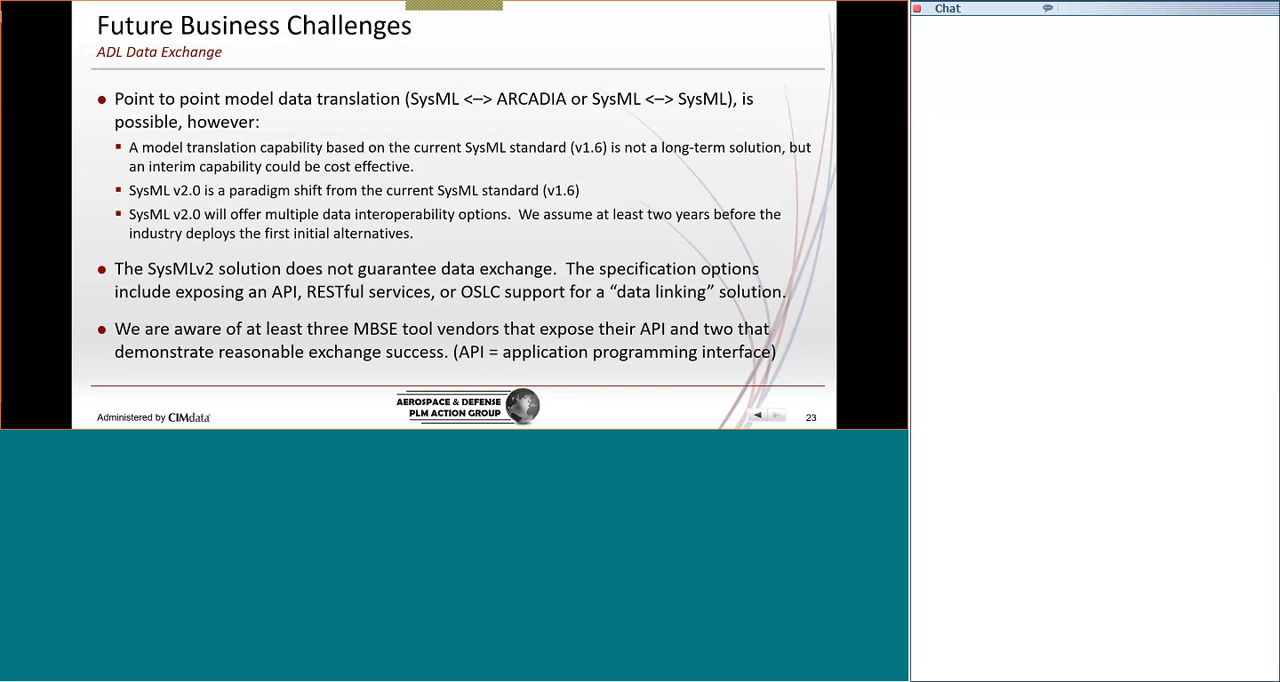 Future Business Challenges
ADL Data Exchange
● Point to point model data translation (SysML <–> ARCADIA or SysML <–> SysML), is
possible, however:
▪ A model translation capability based on the current SysML standard (v1.6) is not a long-term solution, but
an interim capability could be cost effective.
▪ SysML v2.0 is a paradigm shift from the current SysML standard (v1.6)
▪ SysML v2.0 will offer multiple data interoperability options.  We assume at least two years before the
industry deploys the first initial alternatives.
● The SysMLv2 solution does not guarantee data exchange.  The specification options
include exposing an API, RESTful services, or OSLC support for a “data linking” solution.
● We are aware of at least three MBSE tool vendors that expose their API and two that
demonstrate reasonable exchange success. (API = application programming interface)
Administered by CIMdata
AEROSPACE & DEFENSE
PLM ACTION GROUP
23
Chat